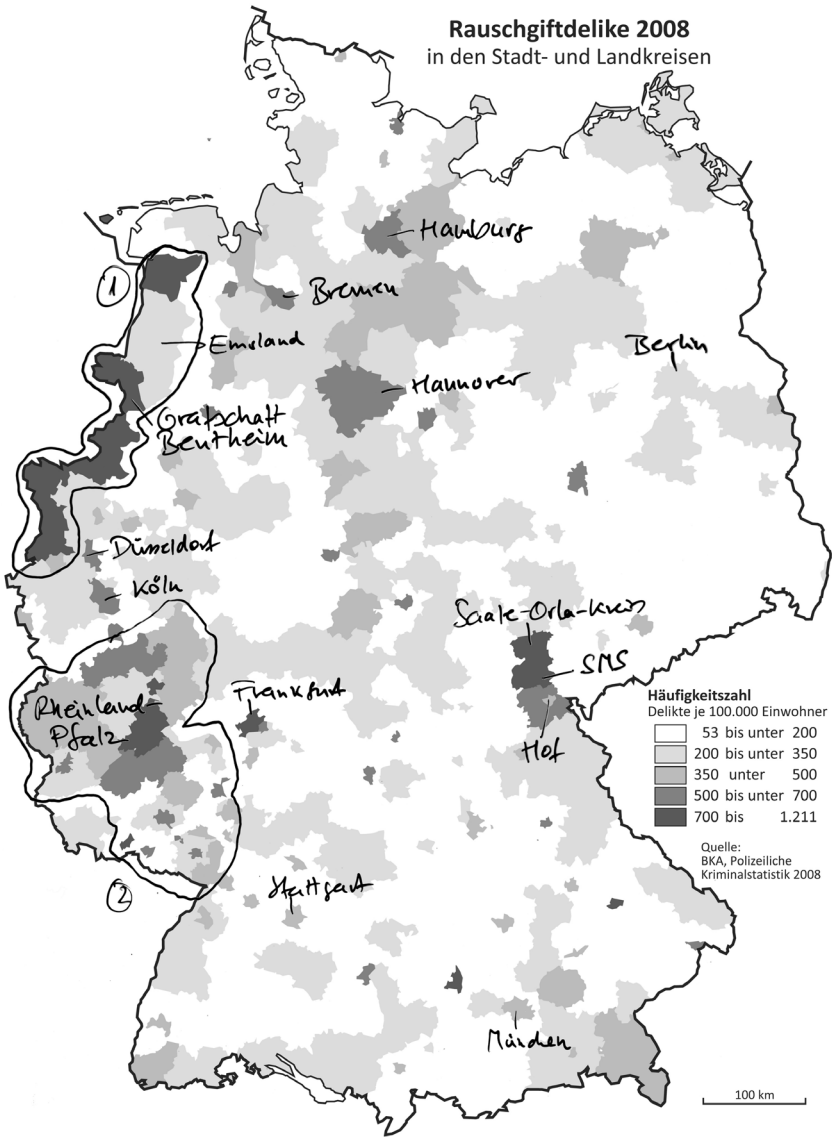 Rauschgiftdelike 2008
in den Stadt- und Landkreisen
Hamburg
1
Bremen
Emsland
Berlin
Hannover
Grafschaft
Bentheim
Düsseldorf
Köln
Saale-Orla-Kreis
SMS
Frankfurt
Rheinland
Pfalz
Hof
Häufigkeitszahl
Delikte je 100.000 Einwohner
53 bis unter 200
200 bis unter 350
350 unter 500
500 bis unter 700
700 bis 1.211
Quelle:
BKA, Polizeiliche
Kriminalstatistik 2008
2
Stuttgart
München
100 km